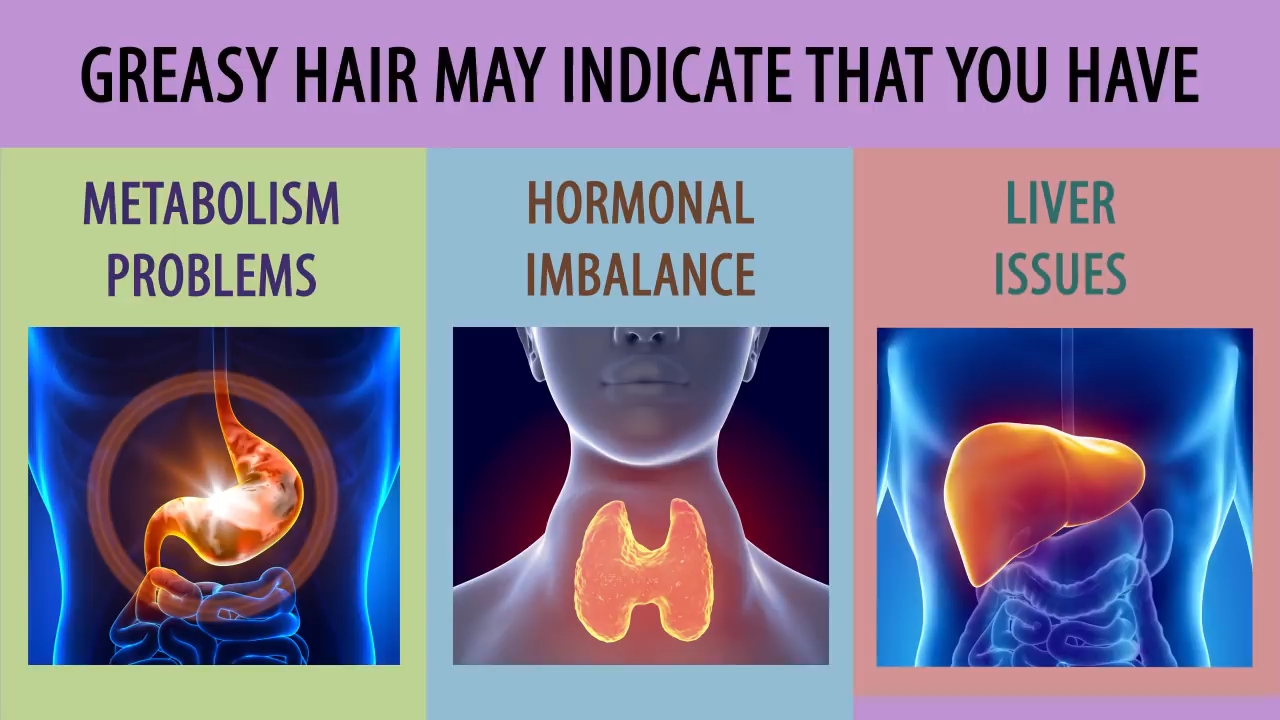 GREASY HAIR MAY INDICATE THAT YOU HAVE
METABOLISM
PROBLEMS
HORMONAL
IMBALANCE
LIVER
ISSUES